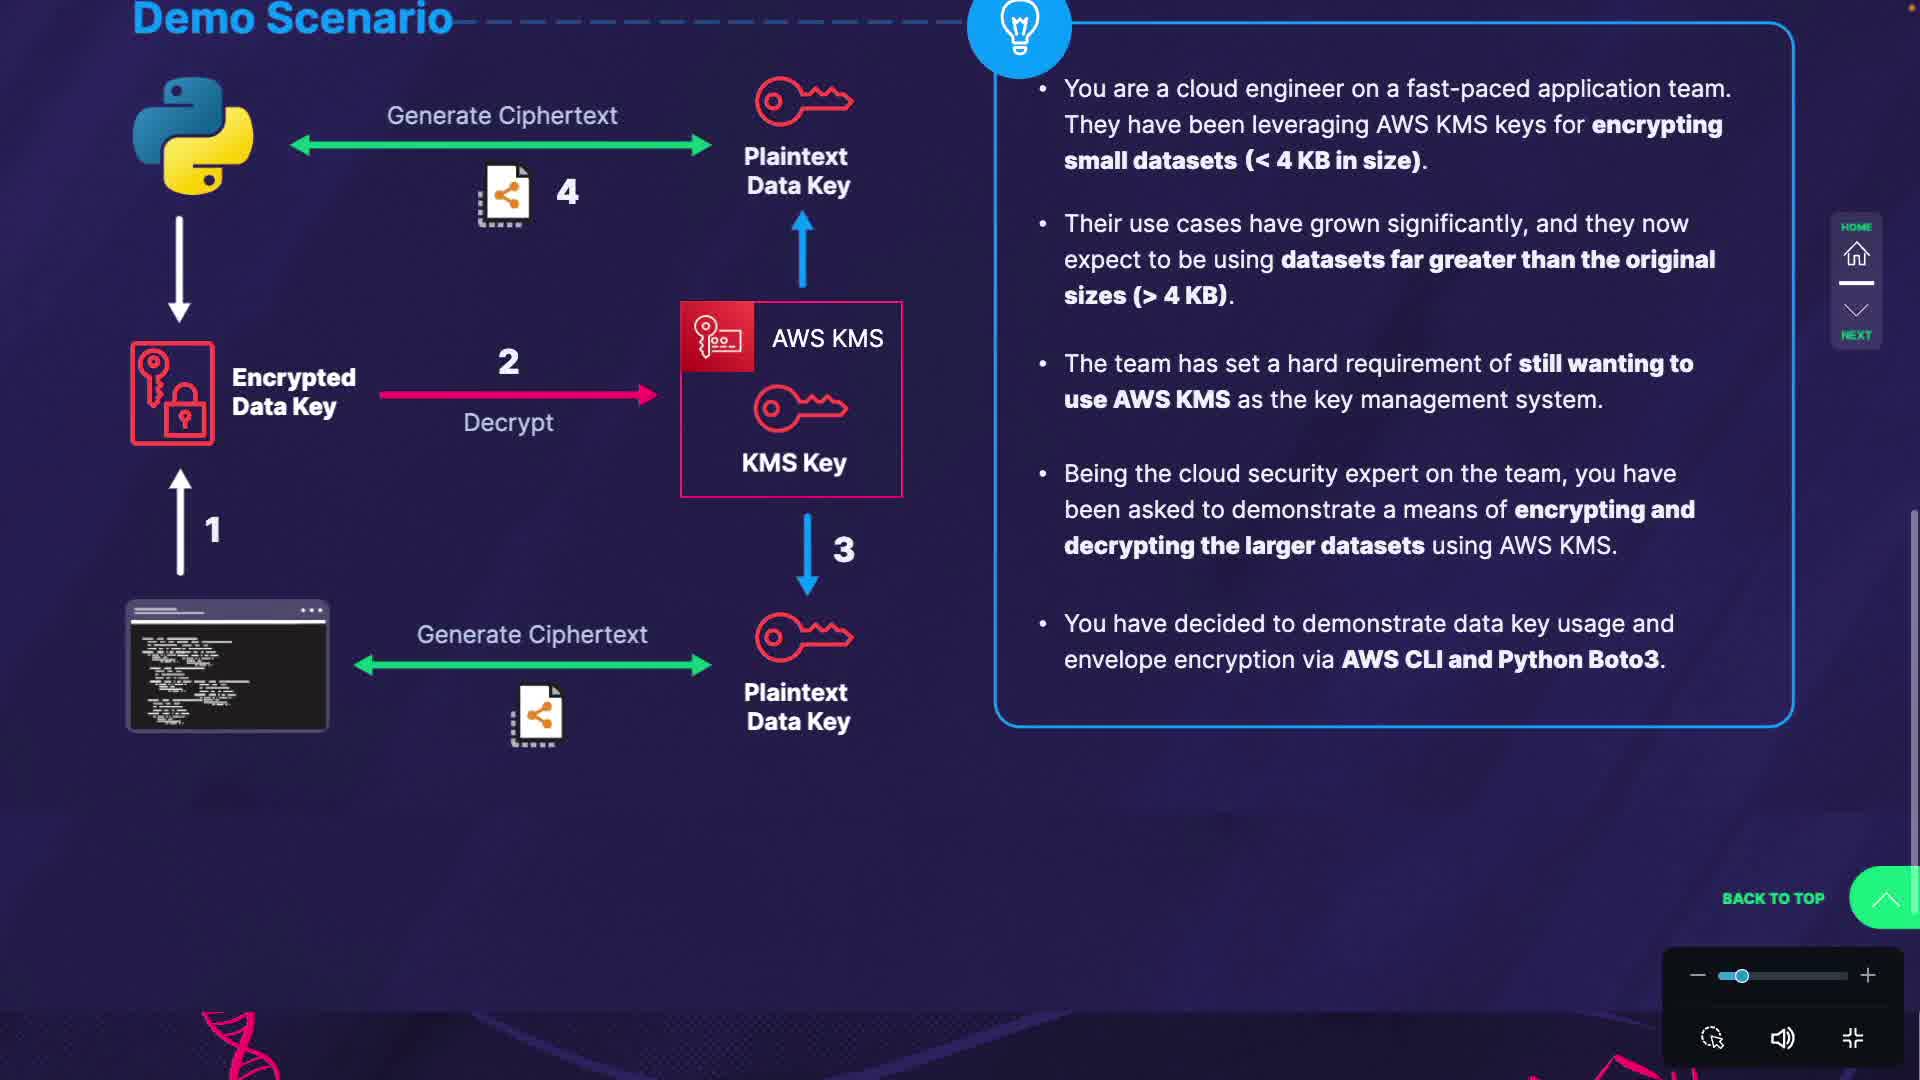 Demo Scenario
Generate Ciphertext
4
Plaintext
Data Key
Encrypted
Data Key
2
Decrypt
AWS KMS
KMS Key
1
3
Generate Ciphertext
Plaintext
Data Key
• You are a cloud engineer on a fast-paced application team.
They have been leveraging AWS KMS keys for encrypting
small datasets (< 4 KB in size).
• Their use cases have grown significantly, and they now
expect to be using datasets far greater than the original
sizes (> 4 KB).
• The team has set a hard requirement of still wanting to
use AWS KMS as the key management system.
• Being the cloud security expert on the team, you have
been asked to demonstrate a means of encrypting and
decrypting the larger datasets using AWS KMS.
• You have decided to demonstrate data key usage and
envelope encryption via AWS CLI and Python Boto3.
HOME
NEXT
BACK TO TOP